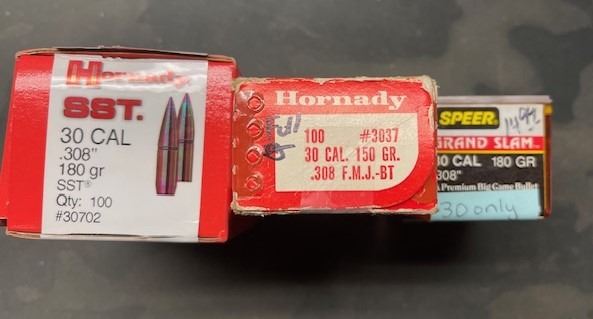 Hornady
SST.
30 CAL
.308"
180 gr
SST®
Qty: 100
#30702
Hornady
100 #3037
30 CAL. 150 GR.
.308 F.M.J.-BT
SPEER
GRAND SLAM
30 CAL 180 GR
.308"
Premium Big Game Bullet
30 only